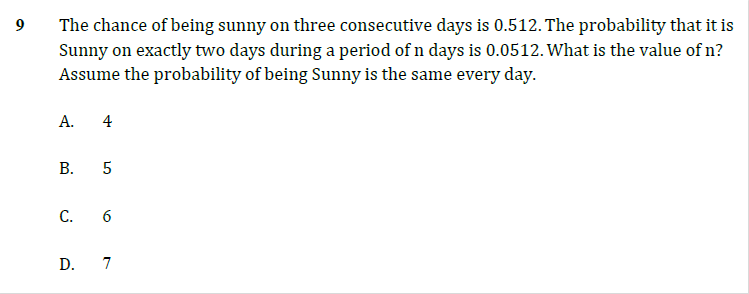 9 The chance of being sunny on three consecutive days is 0.512. The probability that it is
Sunny on exactly two days during a period of n days is 0.0512. What is the value of n?
Assume the probability of being Sunny is the same every day.
A. 4
B. 5
C. 6
D. 7